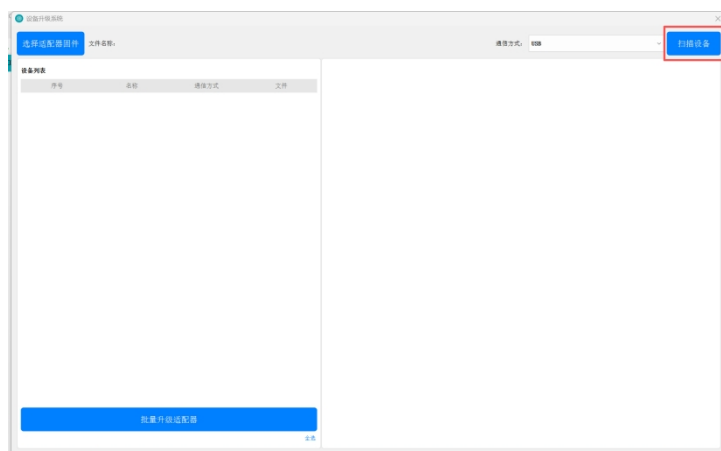 运维升级系统
选择适配器固件 文件名称: 通信方式: USB 扫描设备
设备列表
序号 名称 通信方式 文件
批量升级适配器
全选